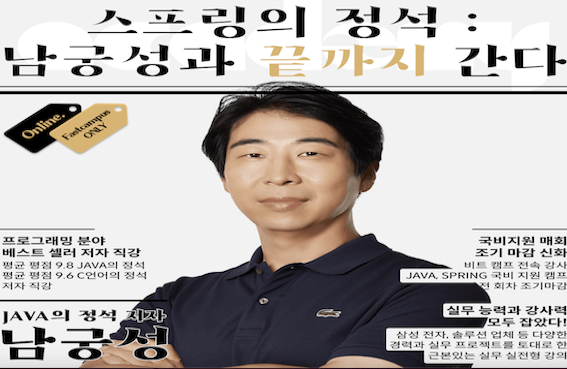 스프링의 정석 :
남궁성과 끝까지 간다
Online.
Fastcampus
ONLY
프로그래밍 분야
베스트 셀러 저자 직강
평균 평점 9.8 JAVA의 정석
평균 평점 9.6 C언어의 정석
저자 직강
JAVA의 정석 저자
남궁성
국비지원 매회
조기 마감 신화
비트 캠프 전속 강사
JAVA, SPRING 국비 지원 캠프
전 회차 조기마감
실무 능력과 강사력
모두 잡았다!
삼성 전자, 솔루션 업체 등 다양한
경력과 실무 프로젝트를 토대로 한
근본있는 실무 실전형 강의